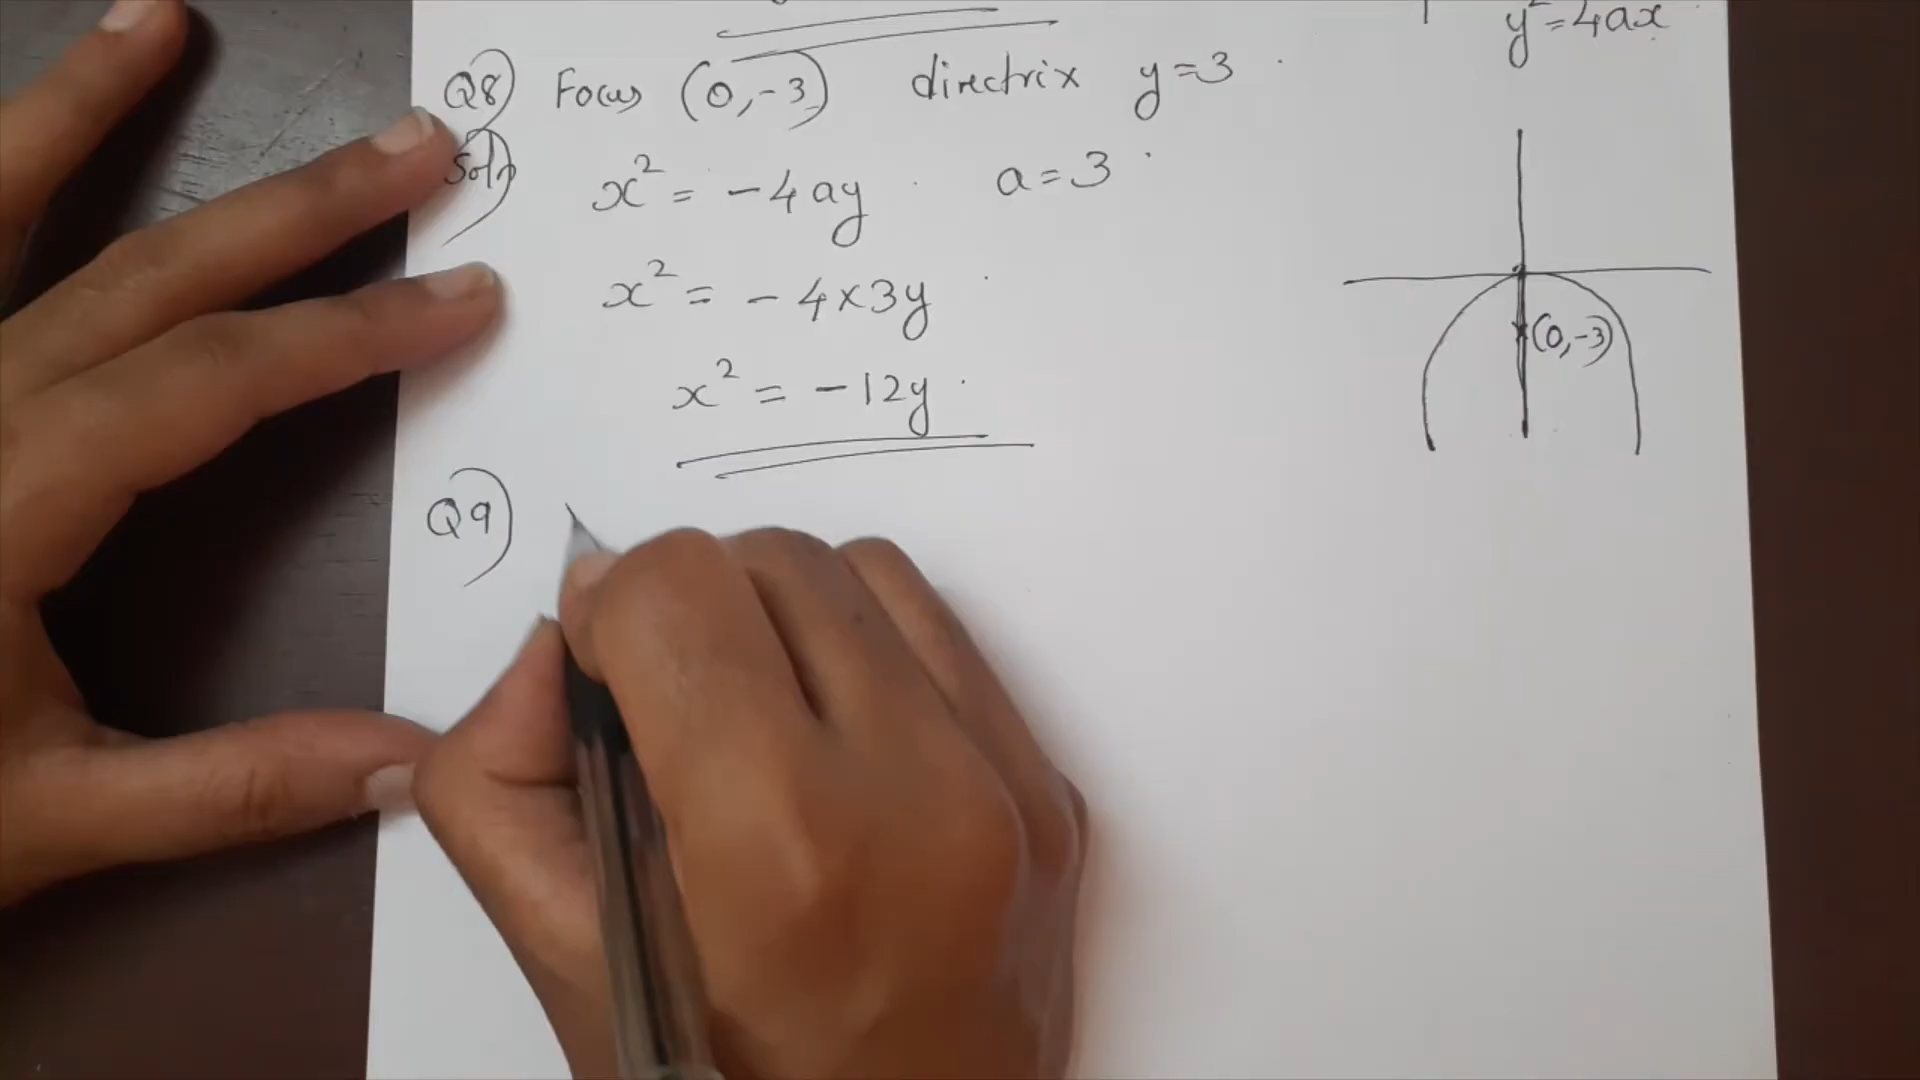 y² = 4ax
Q8) Focus (0, -3) directrix y = 3
Soln) x² = -4ay a = 3
x² = - 4 x 3y
(0, -3)
x² = -12y
Q9)